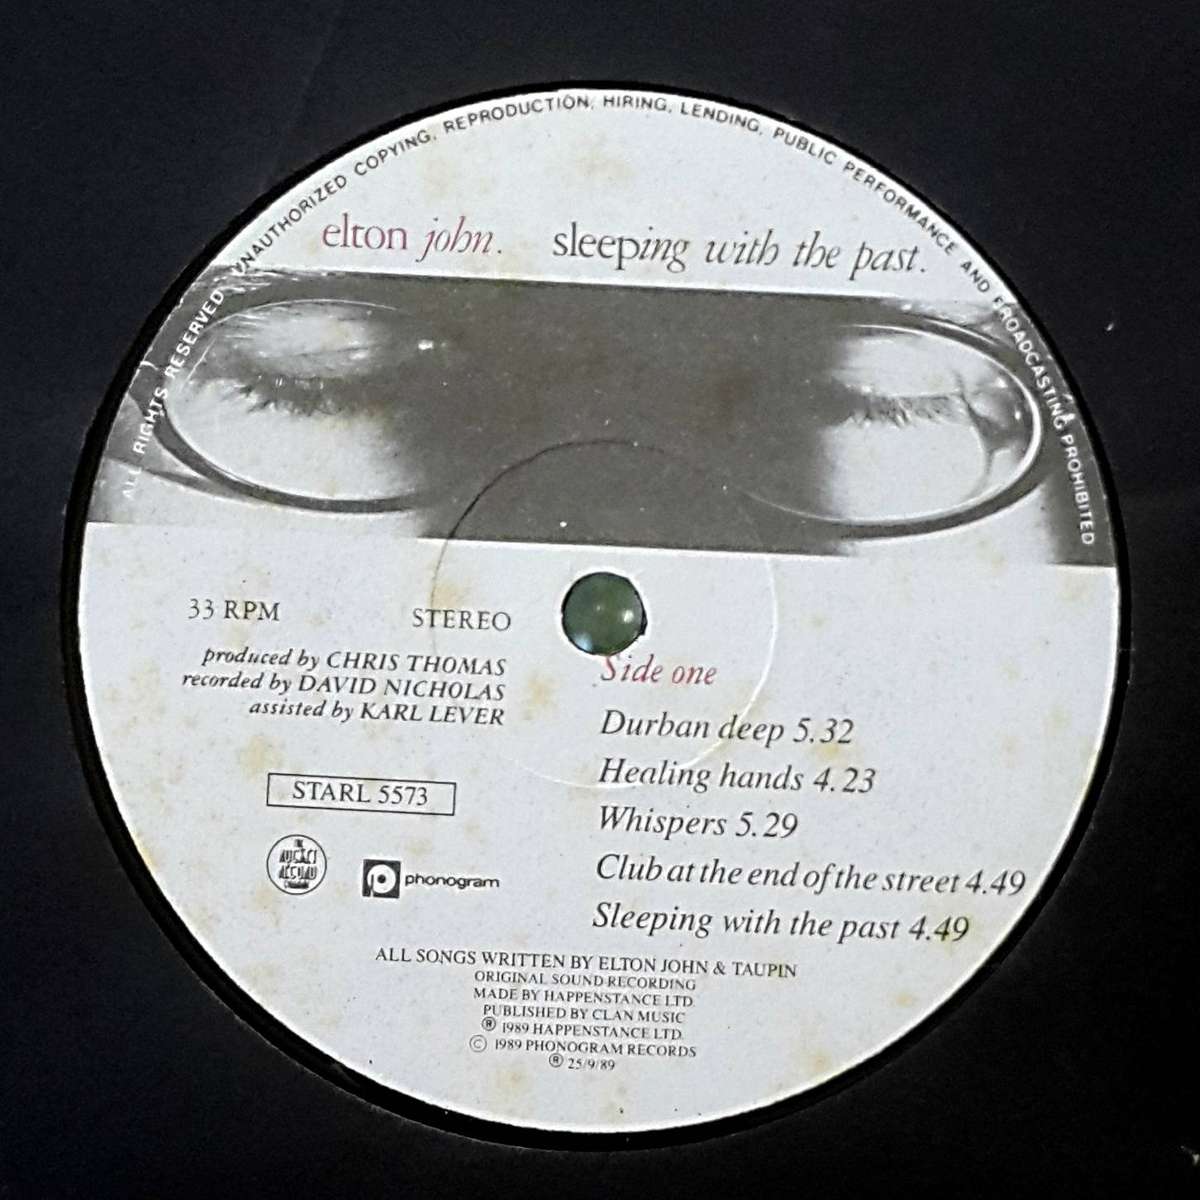 ALL RIGHTS RESERVED UNAUTHORIZED COPYING, REPRODUCTION, HIRING, LENDING, PUBLIC PERFORMANCE AND BROADCASTING PROHIBITED
elton john. sleeping with the past.
33 RPM STEREO
produced by CHRIS THOMAS
recorded by DAVID NICHOLAS
assisted by KARL LEVER
STARL 5573
phonogram
Side one
Durban deep 5.32
Healing hands 4.23
Whispers 5.29
Club at the end of the street 4.49
Sleeping with the past 4.49
ALL SONGS WRITTEN BY ELTON JOHN & TAUPIN
ORIGINAL SOUND RECORDING
MADE BY HAPPENSTANCE LTD.
PUBLISHED BY CLAN MUSIC
® 1989 HAPPENSTANCE LTD.
© 1989 PHONOGRAM RECORDS
® 25/9/89